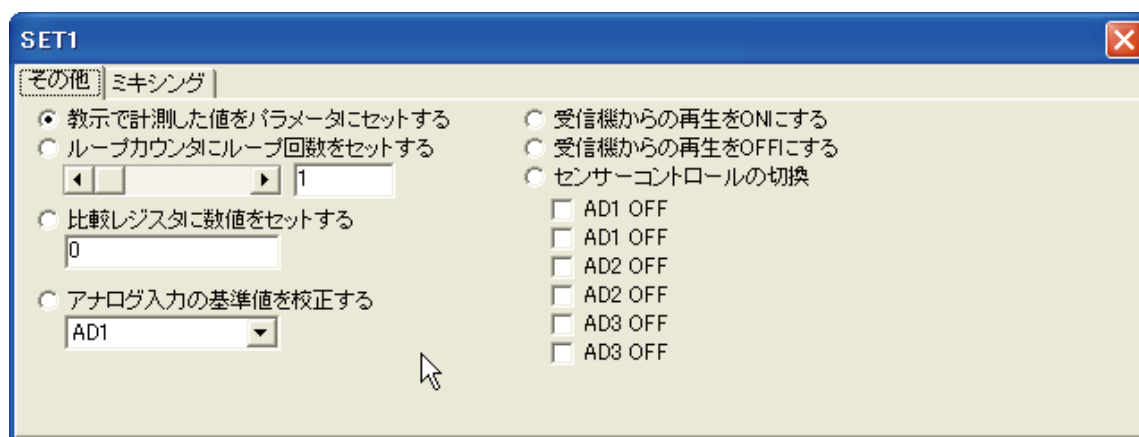 SET1
その他 ミキシング
教示で計測した値をパラメータにセットする
ループカウンタにループ回数をセットする
1
比較レジスタに数値をセットする
0
アナログ入力の基準値を校正する
AD1
受信機からの再生をONにする
受信機からの再生をOFFにする
センサーコントロールの切換
AD1 OFF
AD1 OFF
AD2 OFF
AD2 OFF
AD3 OFF
AD3 OFF